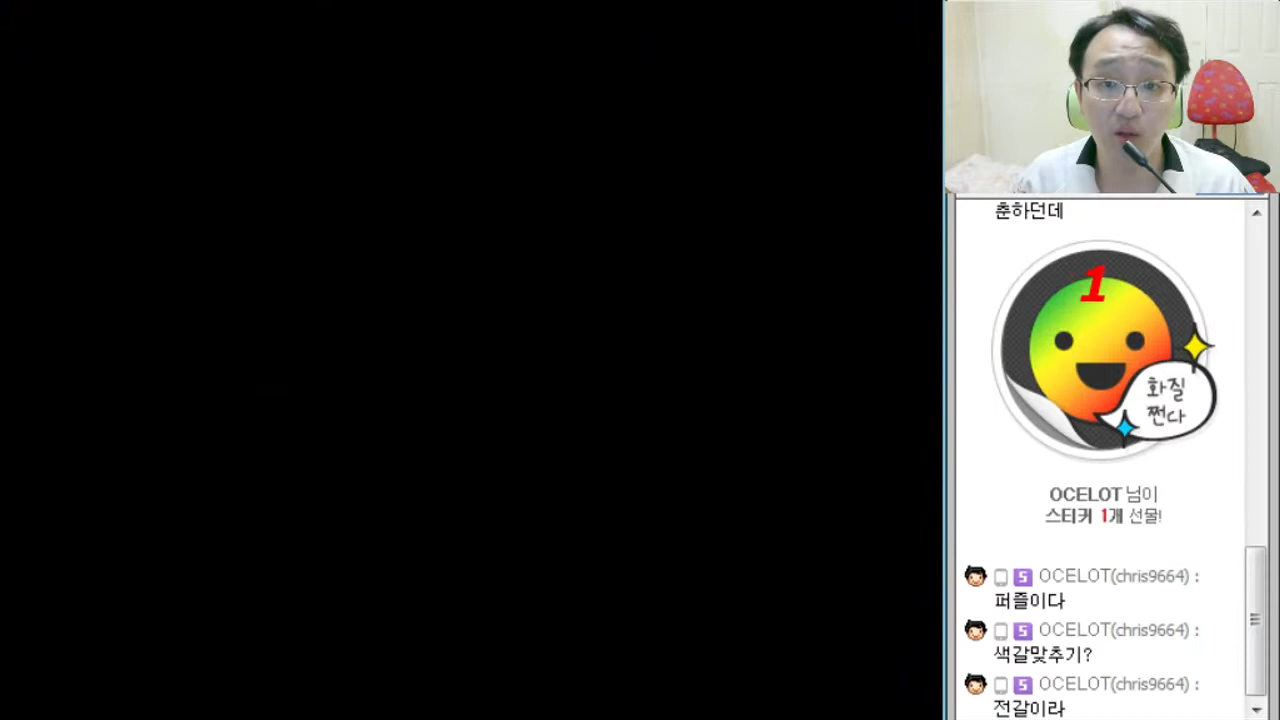 춘하던데
1
화질
쩐다
OCELOT 님이
스티커 1개 선물!
S OCELOT(chris9664) :
퍼즐이다
S OCELOT(chris9664) :
색갈맞추기?
S OCELOT(chris9664) :
전갈이라